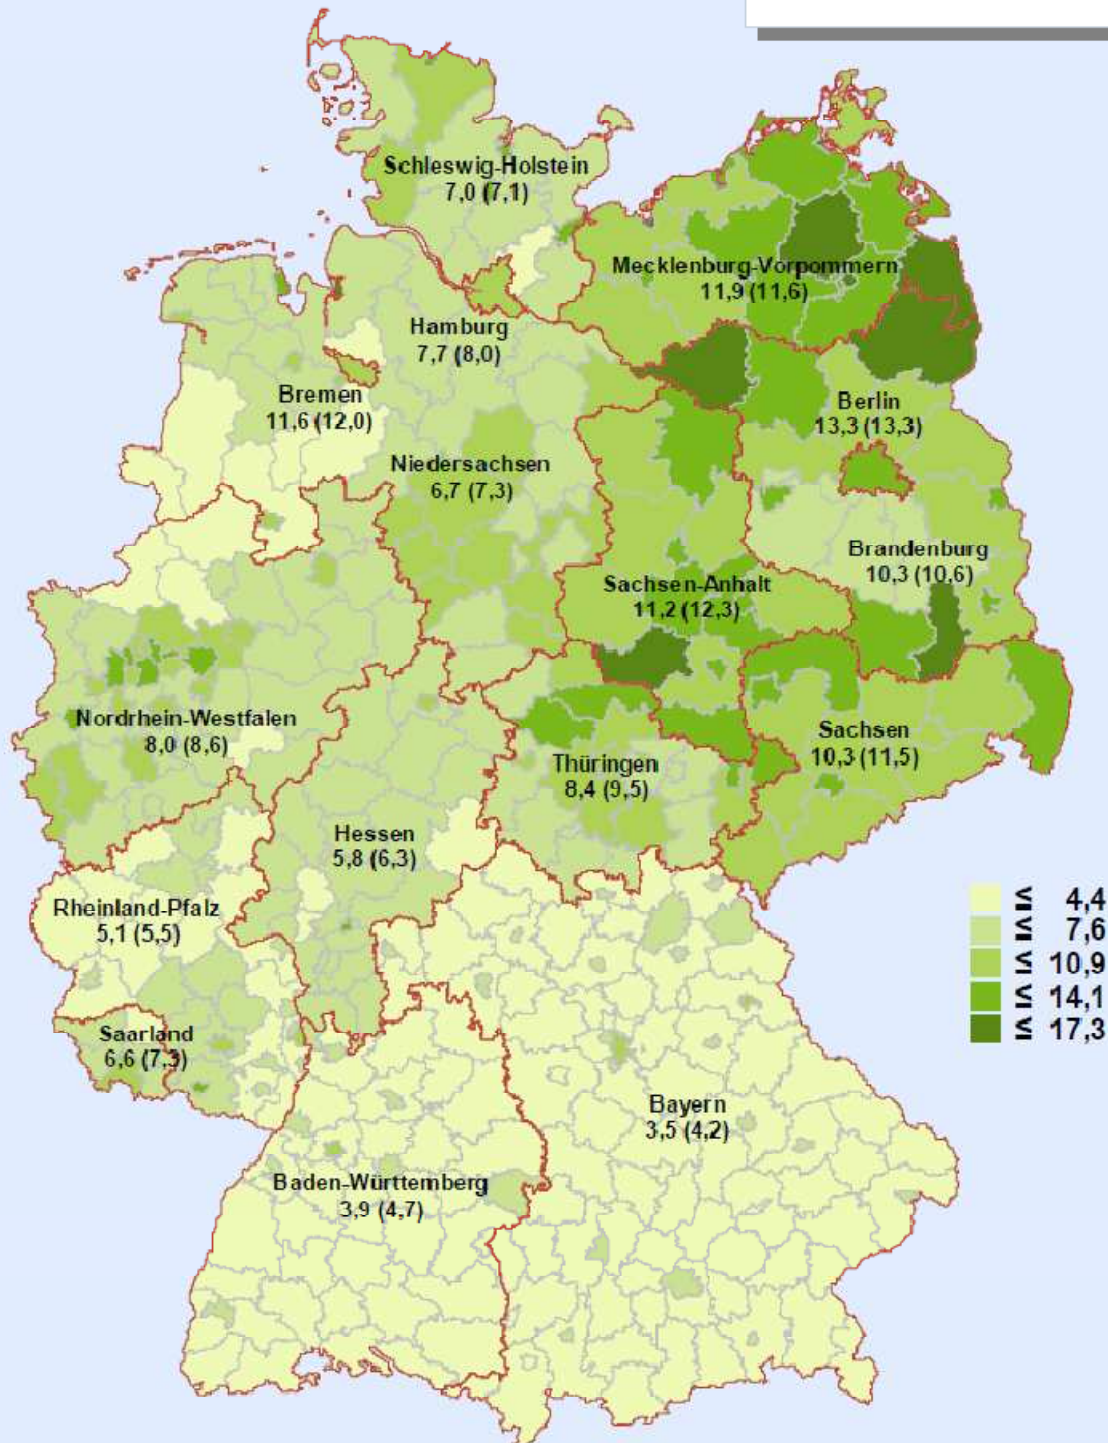 Schleswig-Holstein
7,0 (7,1)
Mecklenburg-Vorpommern
11,9 (11,6)
Hamburg
7,7 (8,0)
Bremen
11,6 (12,0)
Berlin
13,3 (13,3)
Niedersachsen
6,7 (7,3)
Brandenburg
10,3 (10,6)
Sachsen-Anhalt
11,2 (12,3)
Nordrhein-Westfalen
8,0 (8,6)
Sachsen
10,3 (11,5)
Thüringen
8,4 (9,5)
Hessen
5,8 (6,3)
Rheinland-Pfalz
5,1 (5,5)
Saarland
6,6 (7,3)
Bayern
3,5 (4,2)
Baden-Württemberg
3,9 (4,7)
≤ 4,4
≤ 7,6
≤ 10,9
≤ 14,1
≤ 17,3